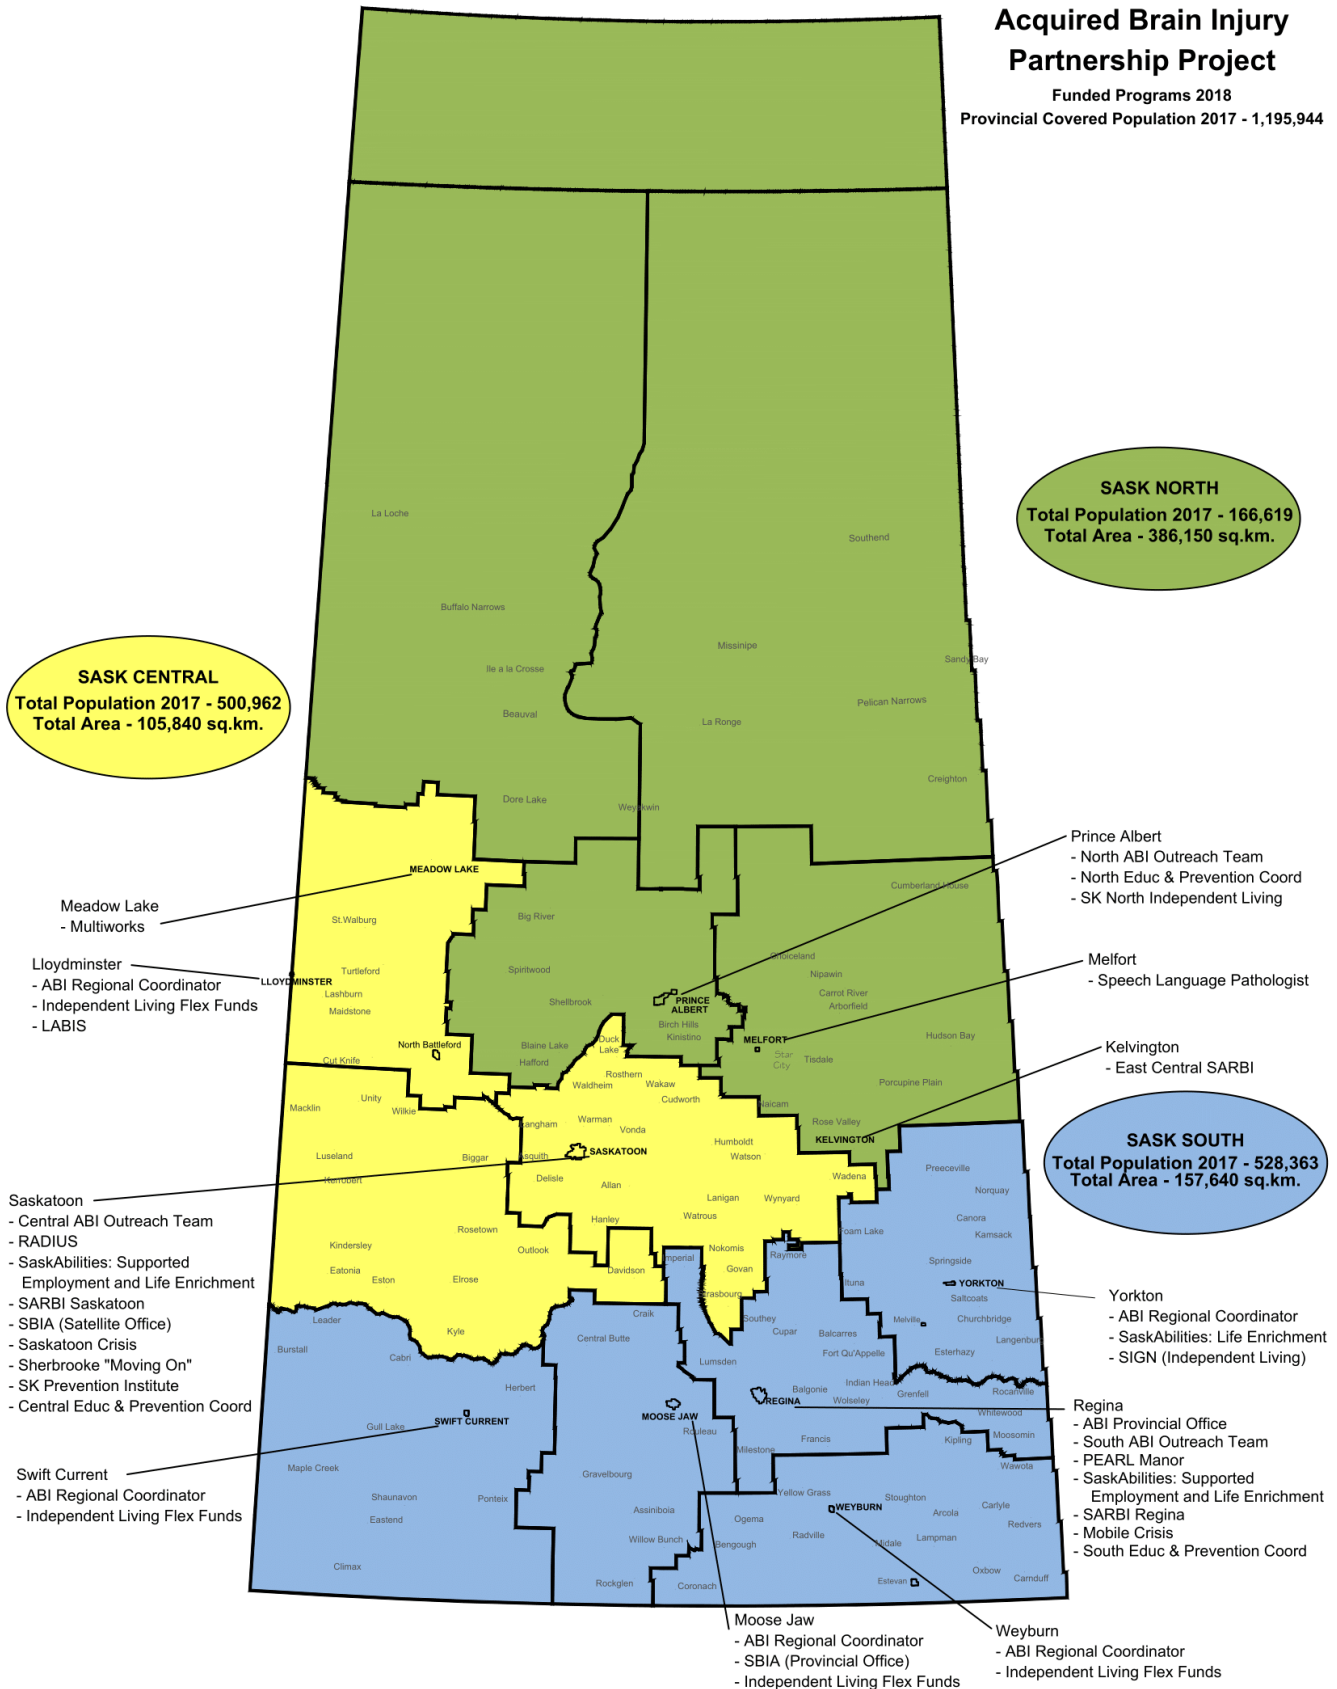 Acquired Brain Injury
Partnership Project
Funded Programs 2018
Provincial Covered Population 2017 - 1,195,944
La Loche
Southend
SASK NORTH
Total Population 2017 - 166,619
Total Area - 386,150 sq.km.
Buffalo Narrows
Missinipe
Ile a la Crosse
Sandy Bay
SASK CENTRAL
Total Population 2017 - 500,962
Total Area - 105,840 sq.km.
Beauval
La Ronge
Pelican Narrows
Creighton
Dore Lake
Weyakwin
Prince Albert
- North ABI Outreach Team
- North Educ & Prevention Coord
- SK North Independent Living
MEADOW LAKE
Cumberland House
Meadow Lake
- Multiworks
St.Walburg
Big River
Lloydminster
- ABI Regional Coordinator
- Independent Living Flex Funds
- LABIS
LLOYDMINSTER
Turtleford
Lashburn
Maidstone
Spiritwood
Shellbrook
PRINCE
ALBERT
Birch Hills
Kinistino
Choiceland
Nipawin
Carrot River
Arborfield
Melfort
- Speech Language Pathologist
North Battleford
Cut Knife
Blaine Lake
Hafford
Duck
Lake
MELFORT
Star
City
Tisdale
Hudson Bay
Porcupine Plain
Kelvington
- East Central SARBI
Rosthern
Waldheim
Wakaw
Cudworth
Naicam
Rose Valley
KELVINGTON
Macklin
Unity
Wilkie
Langham
Warman
Vonda
SASKATOON
Asquith
Humboldt
Watson
Luseland
Biggar
Kerrobert
Delisle
Allan
Lanigan
Wynyard
Wadena
Watrous
Hanley
SASK SOUTH
Total Population 2017 - 528,363
Total Area - 157,640 sq.km.
Preeceville
Norquay
Canora
Kamsack
Foam Lake
Springside
Saskatoon
- Central ABI Outreach Team
- RADIUS
- SaskAbilities: Supported
Employment and Life Enrichment
- SARBI Saskatoon
- SBIA (Satellite Office)
- Saskatoon Crisis
- Sherbrooke "Moving On"
- SK Prevention Institute
- Central Educ & Prevention Coord
Rosetown
Kindersley
Outlook
Eatonia
Eston
Elrose
Davidson
Imperial
Nokomis
Govan
Strasbourg
Raymore
Ituna
YORKTON
Saltcoats
Churchbridge
Melville
Langenburg
Esterhazy
Yorkton
- ABI Regional Coordinator
- SaskAbilities: Life Enrichment
- SIGN (Independent Living)
Leader
Kyle
Burstall
Cabri
Craik
Central Butte
Southey
Cupar
Balcarres
Fort Qu'Appelle
Lumsden
Herbert
SWIFT CURRENT
Gull Lake
MOOSE JAW
Rouleau
REGINA
Balgonie
Indian Head
Wolseley
Grenfell
Rocanville
Whitewood
Moosomin
Kipling
Wawota
Francis
Milestone
Regina
- ABI Provincial Office
- South ABI Outreach Team
- PEARL Manor
- SaskAbilities: Supported
Employment and Life Enrichment
- SARBI Regina
- Mobile Crisis
- South Educ & Prevention Coord
Swift Current
- ABI Regional Coordinator
- Independent Living Flex Funds
Maple Creek
Shaunavon
Eastend
Ponteix
Climax
Gravelbourg
Assiniboia
Willow Bunch
Rockglen
Yellow Grass
Ogema
WEYBURN
Radville
Bengough
Coronach
Stoughton
Arcola
Carlyle
Redvers
Lampman
Midale
Oxbow
Carnduff
Estevan
Moose Jaw
- ABI Regional Coordinator
- SBIA (Provincial Office)
- Independent Living Flex Funds
Weyburn
- ABI Regional Coordinator
- Independent Living Flex Funds